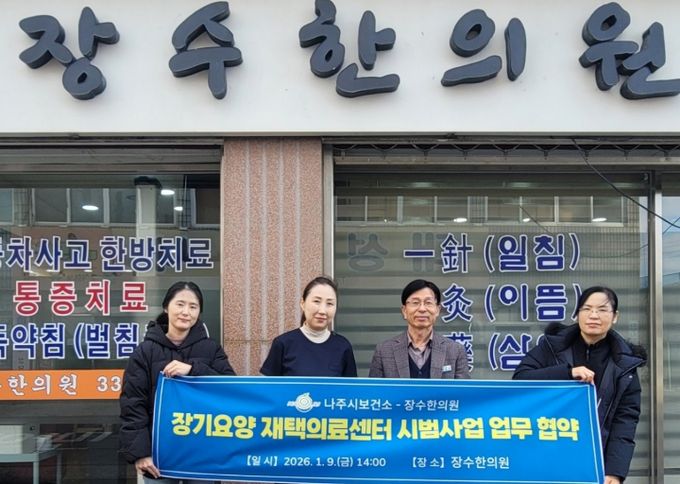 장수한의원
차사고 한방치료
통증치료
약침 (벌침
한의원 33
一針 (일침)
灸 (이뜸)
藥 (삼
나주시보건소 - 장수한의원
장기요양 재택의료센터 시범사업 업무 협약
【일 시】 2026. 1. 9.(금) 14:00 【장 소】 장수한의원